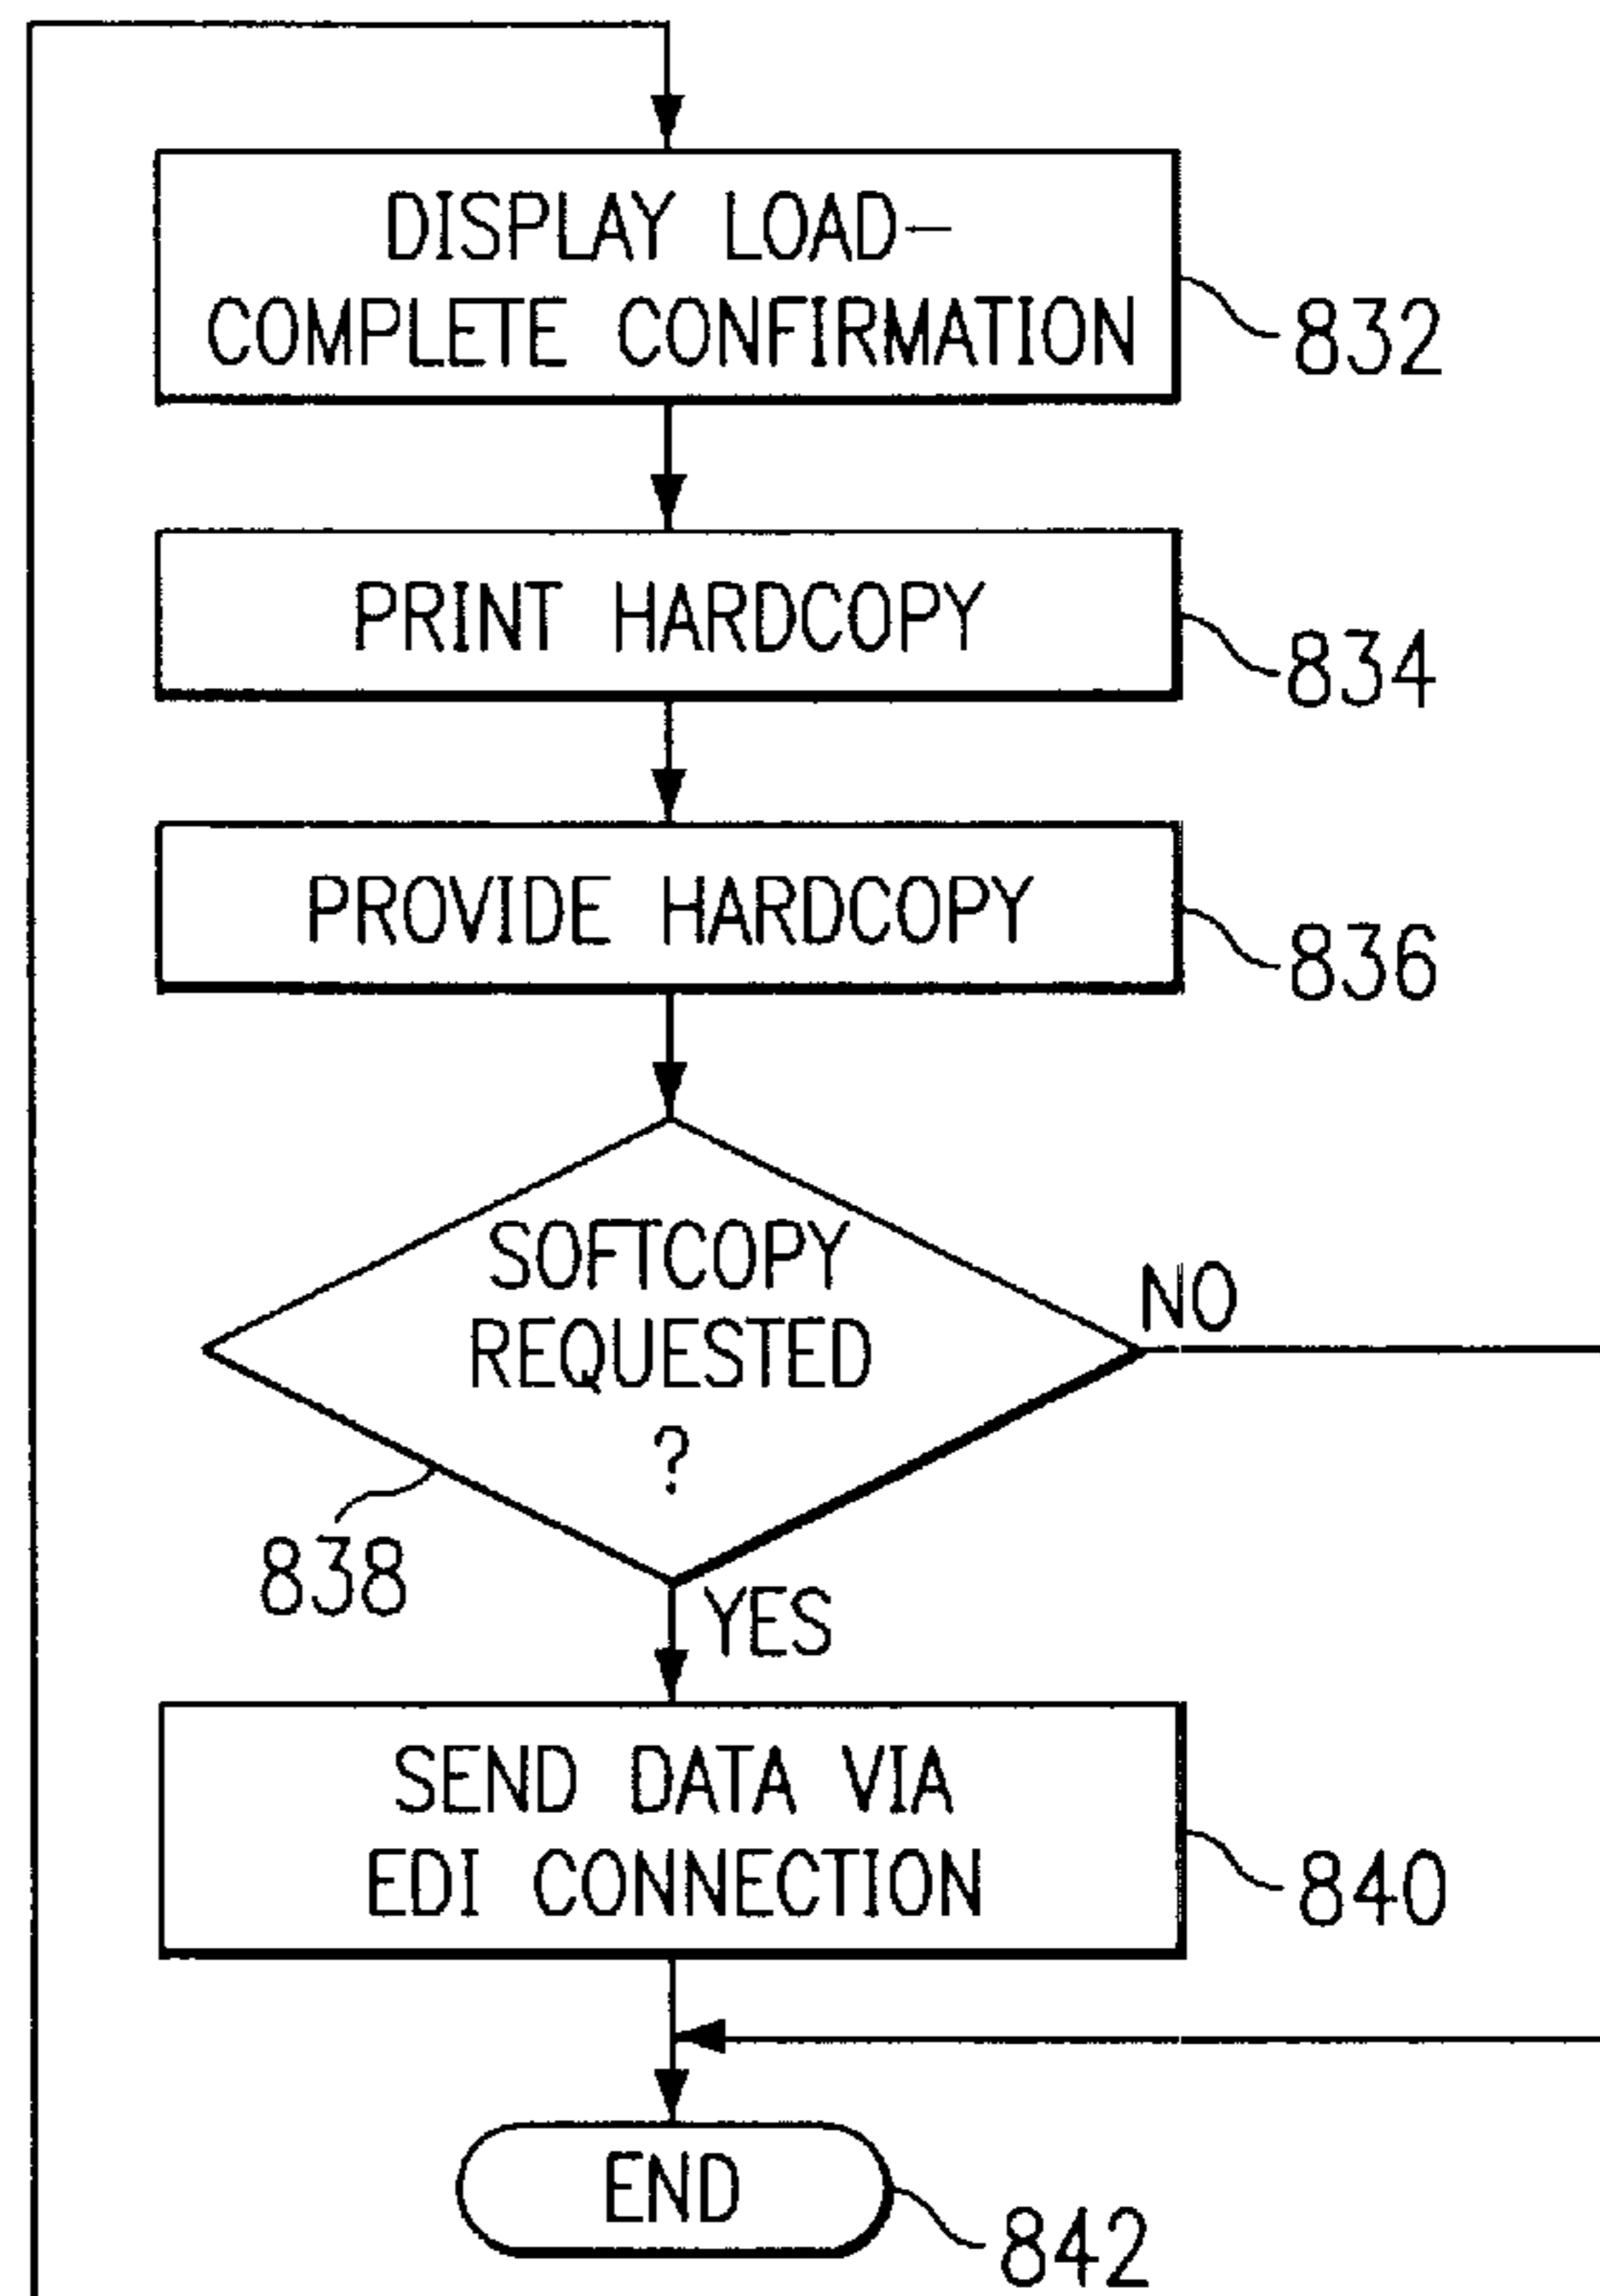 DISPLAY LOAD-
COMPLETE CONFIRMATION
832
PRINT HARDCOPY
834
PROVIDE HARDCOPY
836
SOFTCOPY
REQUESTED
?
NO
838
YES
SEND DATA VIA
EDI CONNECTION
840
END
842